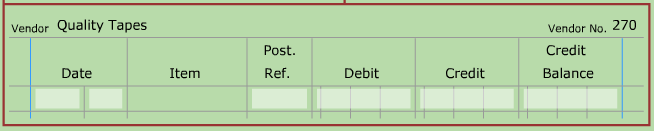 Vendor Quality Tapes Vendor No. 270
Post. Credit
Date Item Ref. Debit Credit Balance